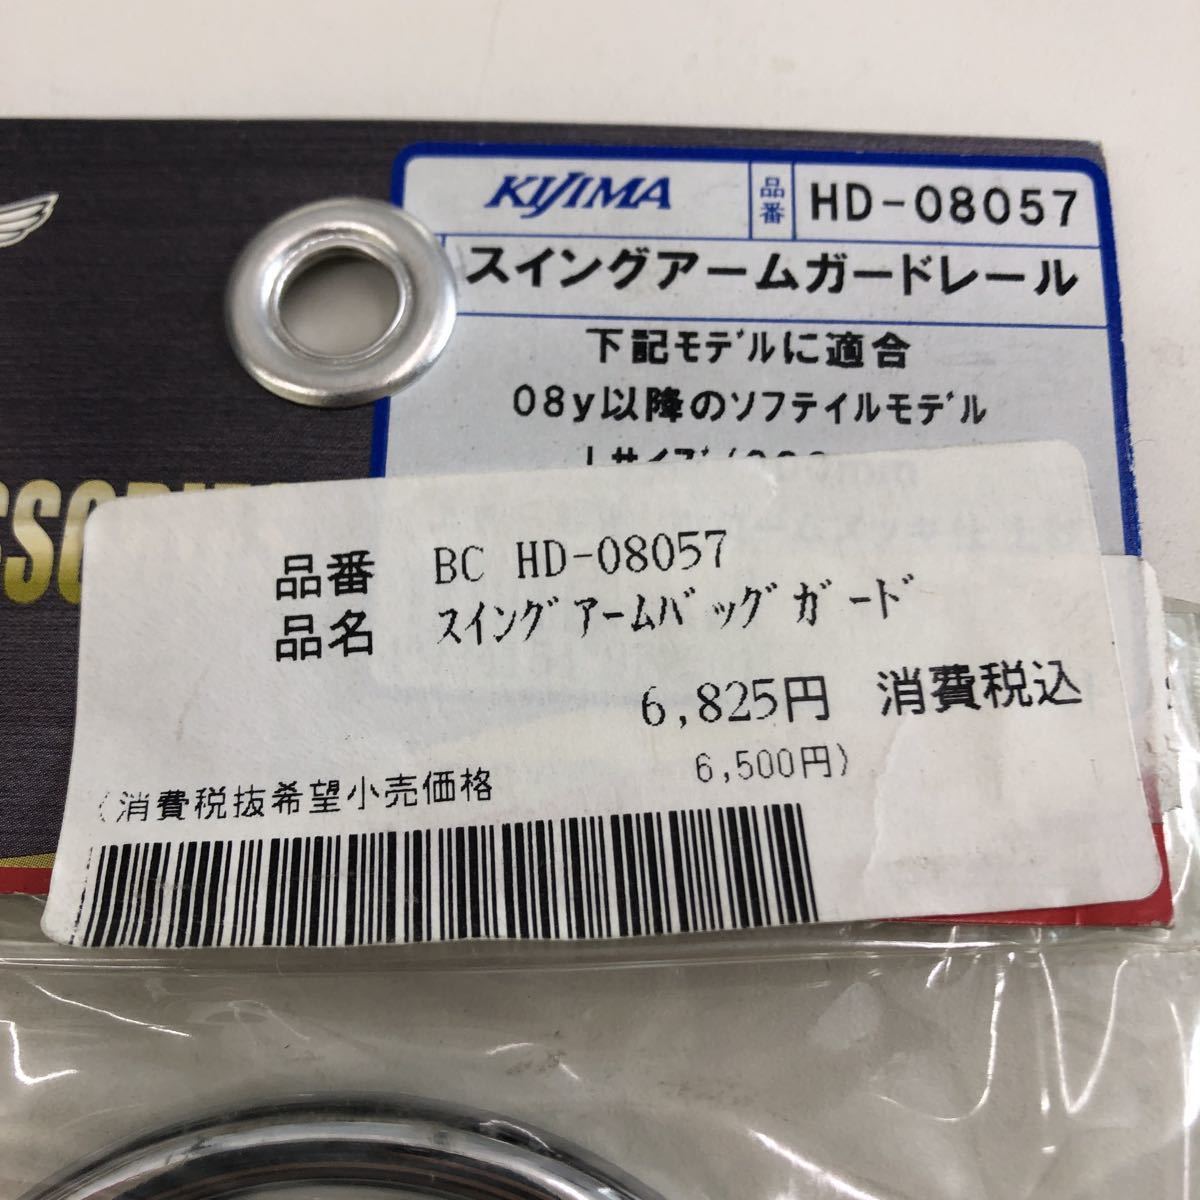 KIJIMA 品番 HD-08057
スイングアームガードレール
下記モデルに適合
08y以降のソフテイルモデル
Lサイズ
品番 BC HD-08057
品名 スイングアームバッグガード
6,825円 消費税込
(消費税抜希望小売価格 6,500円)